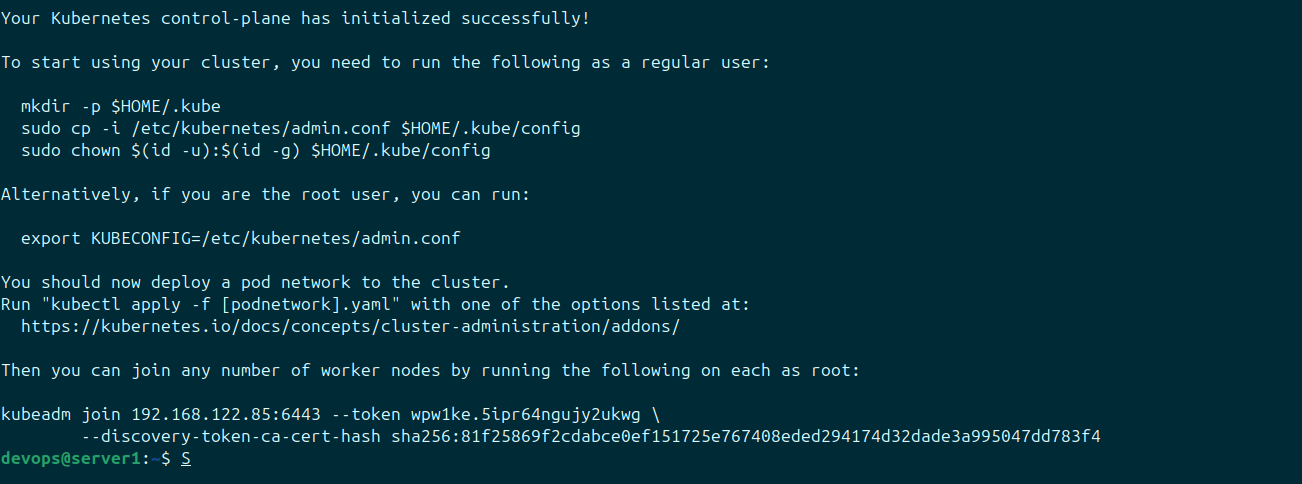 Your Kubernetes control-plane has initialized successfully!
To start using your cluster, you need to run the following as a regular user:
mkdir -p $HOME/.kube
sudo cp -i /etc/kubernetes/admin.conf $HOME/.kube/config
sudo chown $(id -u):$(id -g) $HOME/.kube/config
Alternatively, if you are the root user, you can run:
export KUBECONFIG=/etc/kubernetes/admin.conf
You should now deploy a pod network to the cluster.
Run "kubectl apply -f [podnetwork].yaml" with one of the options listed at:
https://kubernetes.io/docs/concepts/cluster-administration/addons/
Then you can join any number of worker nodes by running the following on each as root:
kubeadm join 192.168.122.85:6443 --token wpw1ke.5ipr64ngujy2ukwg \
--discovery-token-ca-cert-hash sha256:81f25869f2cdabce0ef151725e767408eded294174d32dade3a995047dd783f4
devops@server1:~$ S